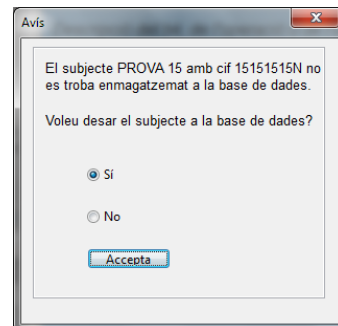 Avís
El subjecte PROVA 15 amb cif 15151515N no
es troba enmagatzemat a la base de dades.
Voleu desar el subjecte a la base de dades?
Sí
No
Accepta